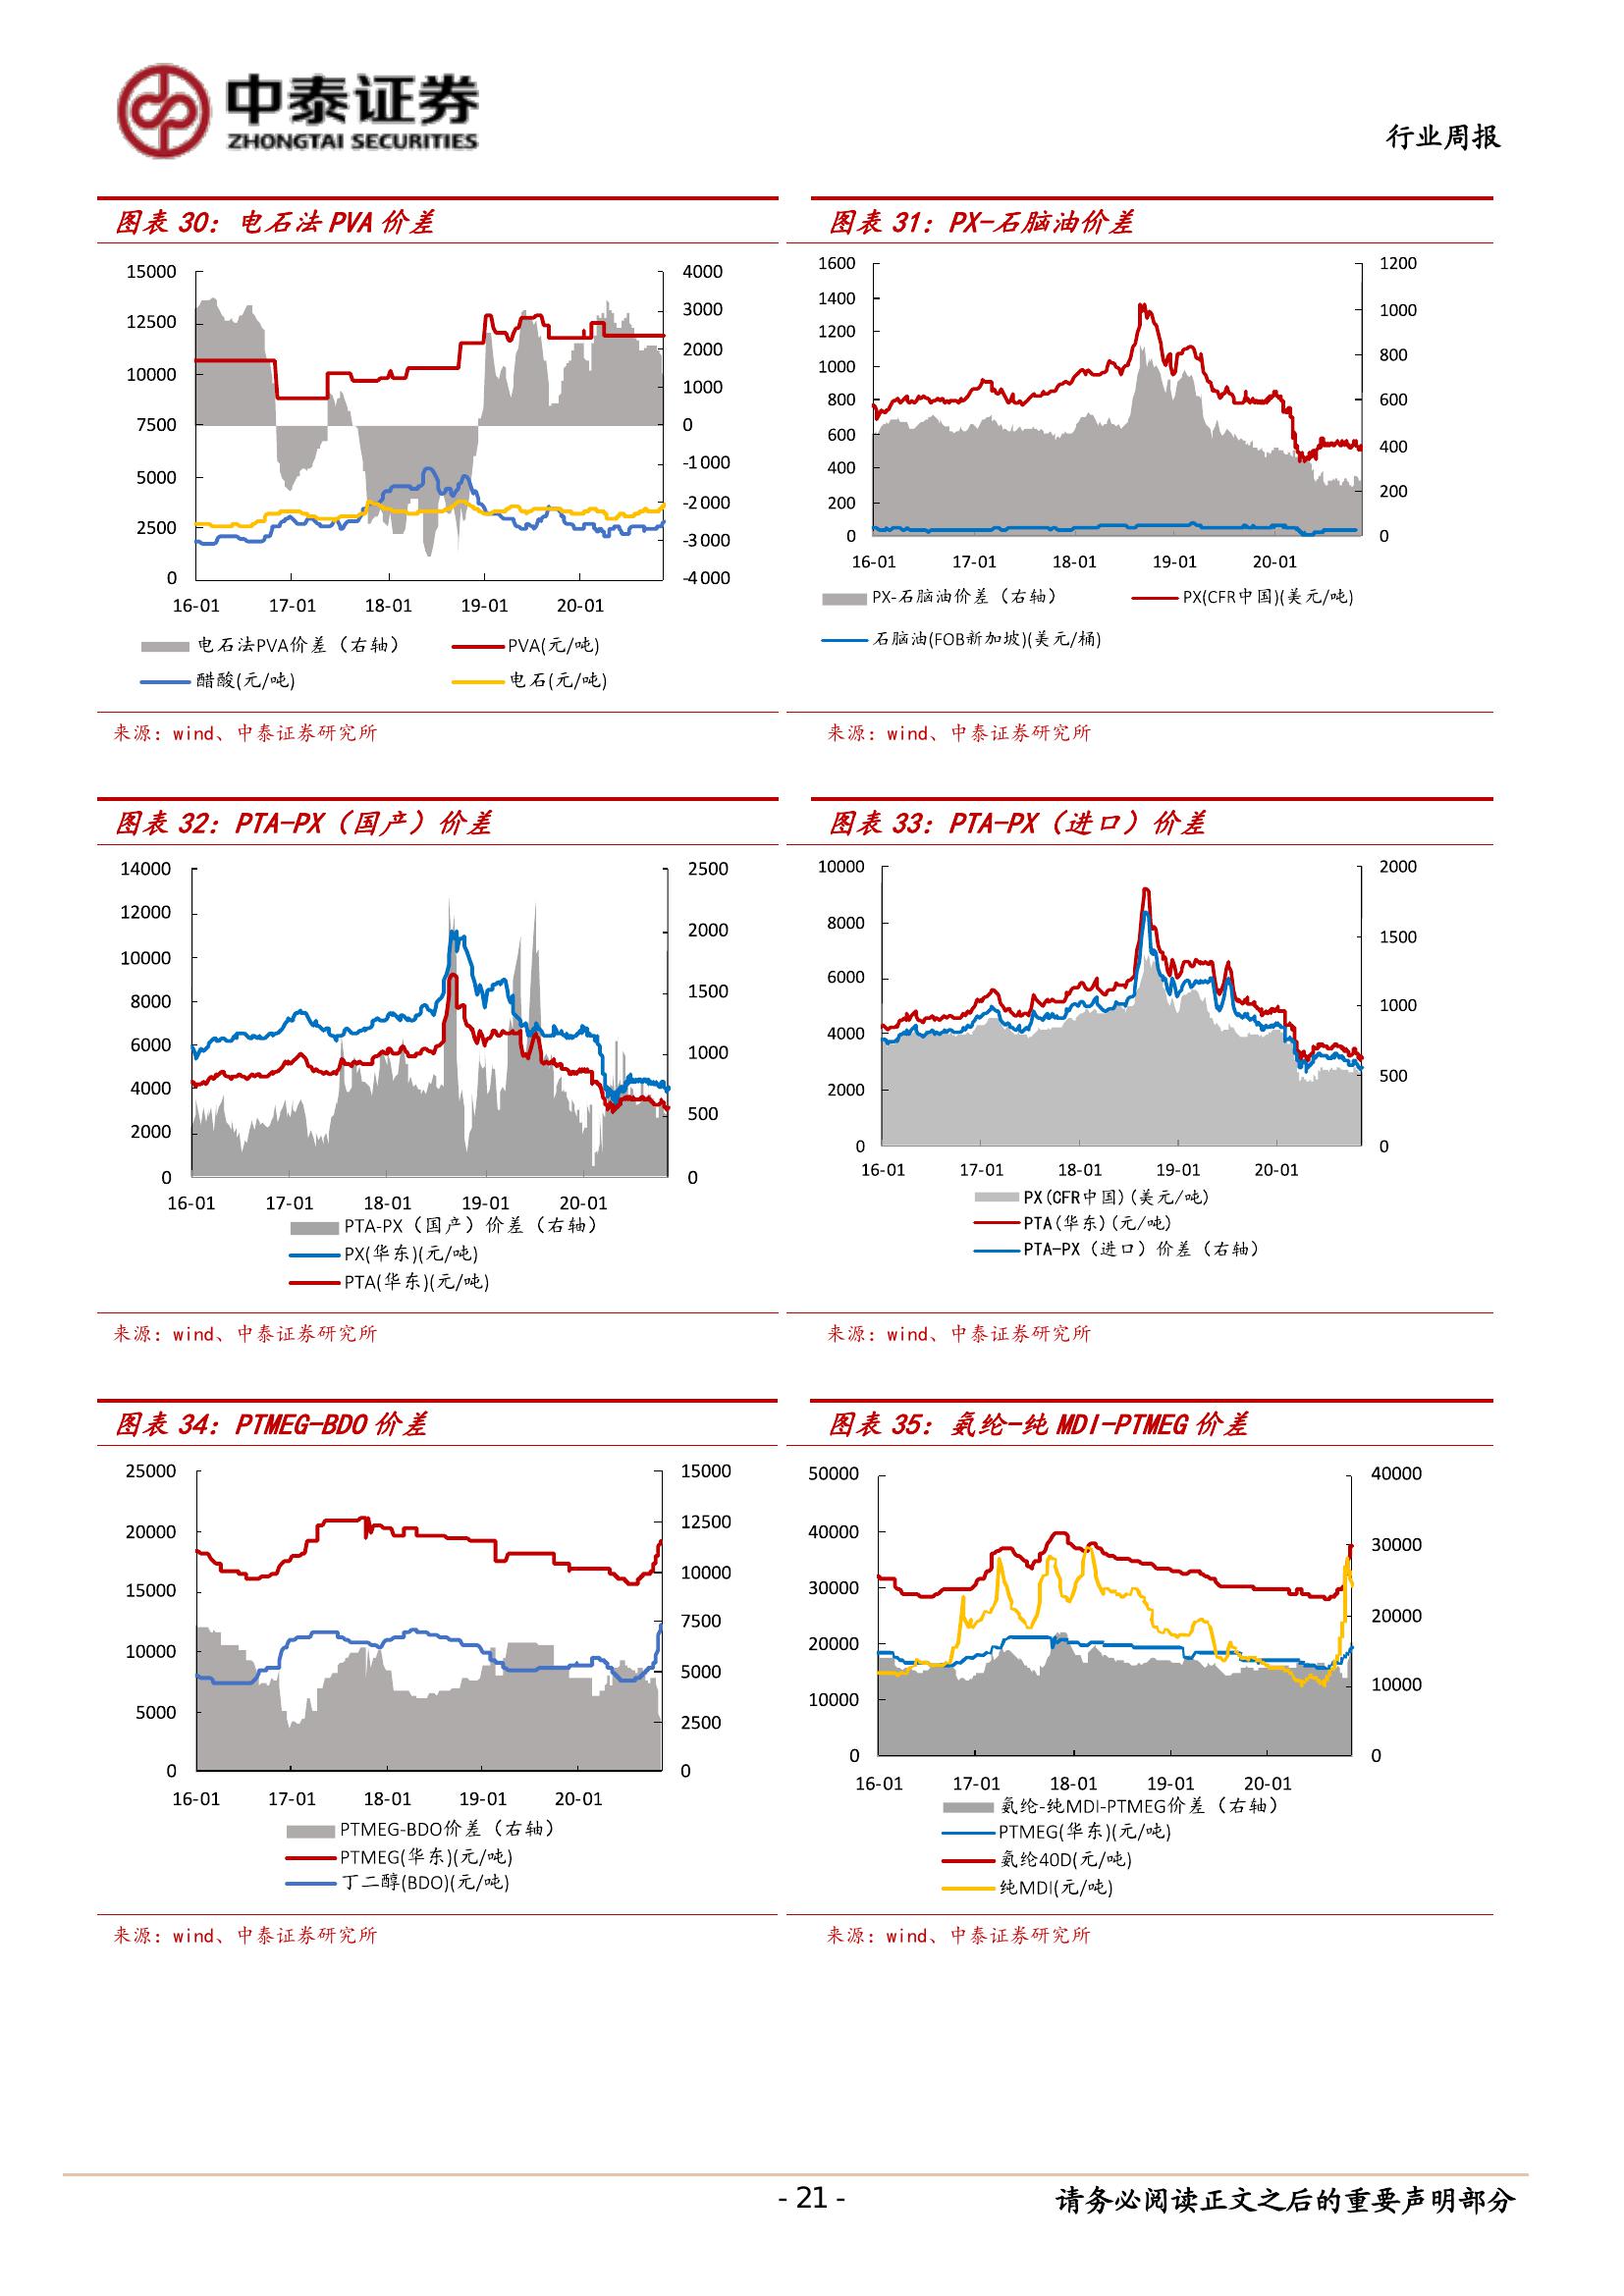 中泰证券
ZHONGTAI SECURITIES
行业周报
图表 30：电石法 PVA 价差
15000
12500
10000
7500
5000
2500
0
4000
3000
2000
1000
0
-1000
-2000
-3000
-4000
16-01 17-01 18-01 19-01 20-01
电石法PVA价差（右轴） PVA(元/吨)
醋酸(元/吨) 电石(元/吨)
来源：wind、中泰证券研究所
图表 31：PX-石脑油价差
1600
1400
1200
1000
800
600
400
200
0
1200
1000
800
600
400
200
0
16-01 17-01 18-01 19-01 20-01
PX-石脑油价差（右轴） PX(CFR中国)(美元/吨)
石脑油(FOB新加坡)(美元/桶)
来源：wind、中泰证券研究所
图表 32：PTA-PX（国产）价差
14000
12000
10000
8000
6000
4000
2000
0
2500
2000
1500
1000
500
0
16-01 17-01 18-01 19-01 20-01
PTA-PX（国产）价差（右轴）
PX(华东)(元/吨)
PTA(华东)(元/吨)
来源：wind、中泰证券研究所
图表 33：PTA-PX（进口）价差
10000
8000
6000
4000
2000
0
2000
1500
1000
500
0
16-01 17-01 18-01 19-01 20-01
PX(CFR中国)(美元/吨)
PTA(华东)(元/吨)
PTA-PX（进口）价差（右轴）
来源：wind、中泰证券研究所
图表 34：PTMEG-BDO 价差
25000
20000
15000
10000
5000
0
15000
12500
10000
7500
5000
2500
0
16-01 17-01 18-01 19-01 20-01
PTMEG-BDO价差（右轴）
PTMEG(华东)(元/吨)
丁二醇(BDO)(元/吨)
来源：wind、中泰证券研究所
图表 35：氨纶-纯 MDI-PTMEG 价差
50000
40000
30000
20000
10000
0
40000
30000
20000
10000
0
16-01 17-01 18-01 19-01 20-01
氨纶-纯MDI-PTMEG价差（右轴）
PTMEG(华东)(元/吨)
氨纶40D(元/吨)
纯MDI(元/吨)
来源：wind、中泰证券研究所
- 21 -
请务必阅读正文之后的重要声明部分